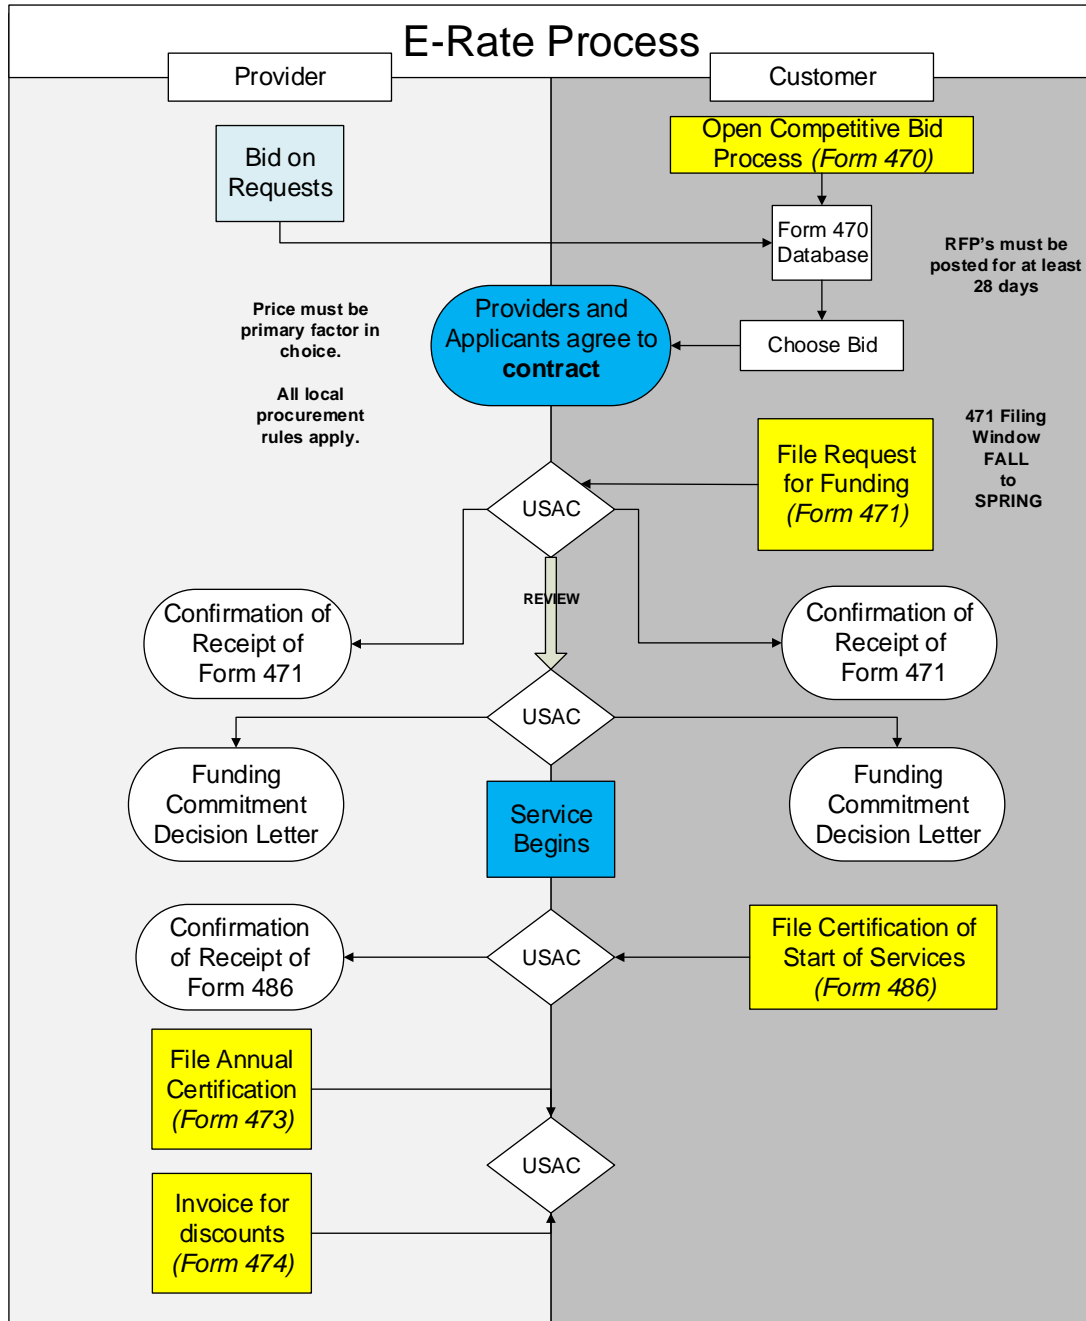 E-Rate Process
Provider
Customer
Open Competitive Bid
Process (Form 470)
Bid on
Requests
Form 470
Database
RFP's must be
posted for at least
28 days
Price must be
primary factor in
choice.
All local
procurement
rules apply.
Providers and
Applicants agree to
contract
Choose Bid
471 Filing
Window
FALL
to
SPRING
File Request
for Funding
(Form 471)
USAC
REVIEW
Confirmation of
Receipt of
Form 471
Confirmation of
Receipt of
Form 471
USAC
Funding
Commitment
Decision Letter
Funding
Commitment
Decision Letter
Service
Begins
Confirmation
of Receipt of
Form 486
USAC
File Certification of
Start of Services
(Form 486)
File Annual
Certification
(Form 473)
USAC
Invoice for
discounts
(Form 474)